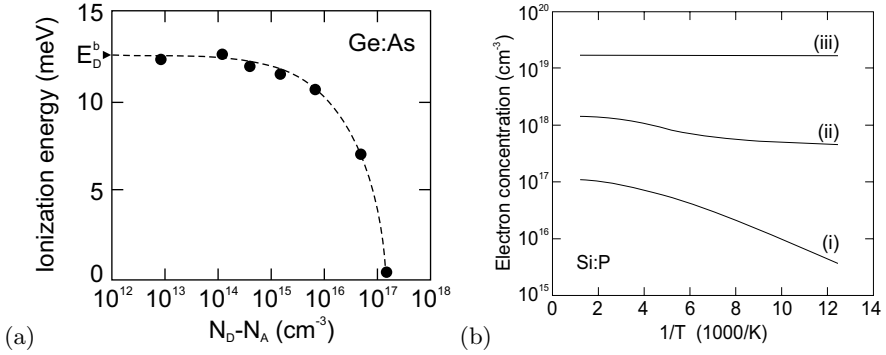 Ge:As
E_D^b
15
10
5
0
10^12 10^13 10^14 10^15 10^16 10^17 10^18
N_D-N_A (cm^-3)
Ionization energy (meV)
(a)
10^20
10^19
10^18
10^17
10^16
10^15
(iii)
(ii)
(i)
Si:P
0 2 4 6 8 10 12 14
1/T (1000/K)
Electron concentration (cm^-3)
(b)